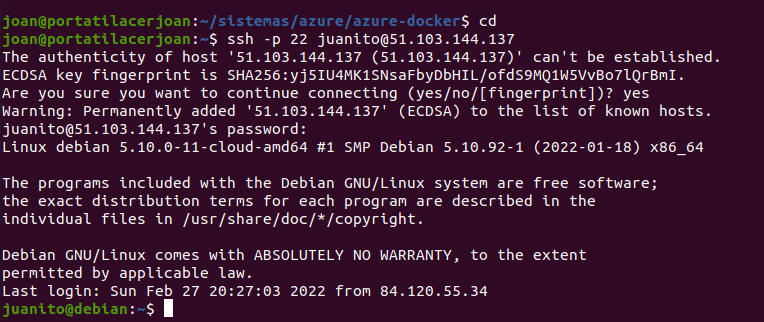 joan@portatilacerjoan:~/sistemas/azure/azure-docker$ cd
joan@portatilacerjoan:~$ ssh -p 22 juanito@51.103.144.137
The authenticity of host '51.103.144.137 (51.103.144.137)' can't be established.
ECDSA key fingerprint is SHA256:yj5IU4MK1SNsaFbyDbHIL/ofdS9MQ1W5VvBo7lQrBmI.
Are you sure you want to continue connecting (yes/no/[fingerprint])? yes
Warning: Permanently added '51.103.144.137' (ECDSA) to the list of known hosts.
juanito@51.103.144.137's password:
Linux debian 5.10.0-11-cloud-amd64 #1 SMP Debian 5.10.92-1 (2022-01-18) x86_64

The programs included with the Debian GNU/Linux system are free software;
the exact distribution terms for each program are described in the
individual files in /usr/share/doc/*/copyright.

Debian GNU/Linux comes with ABSOLUTELY NO WARRANTY, to the extent
permitted by applicable law.
Last login: Sun Feb 27 20:27:03 2022 from 84.120.55.34
juanito@debian:~$